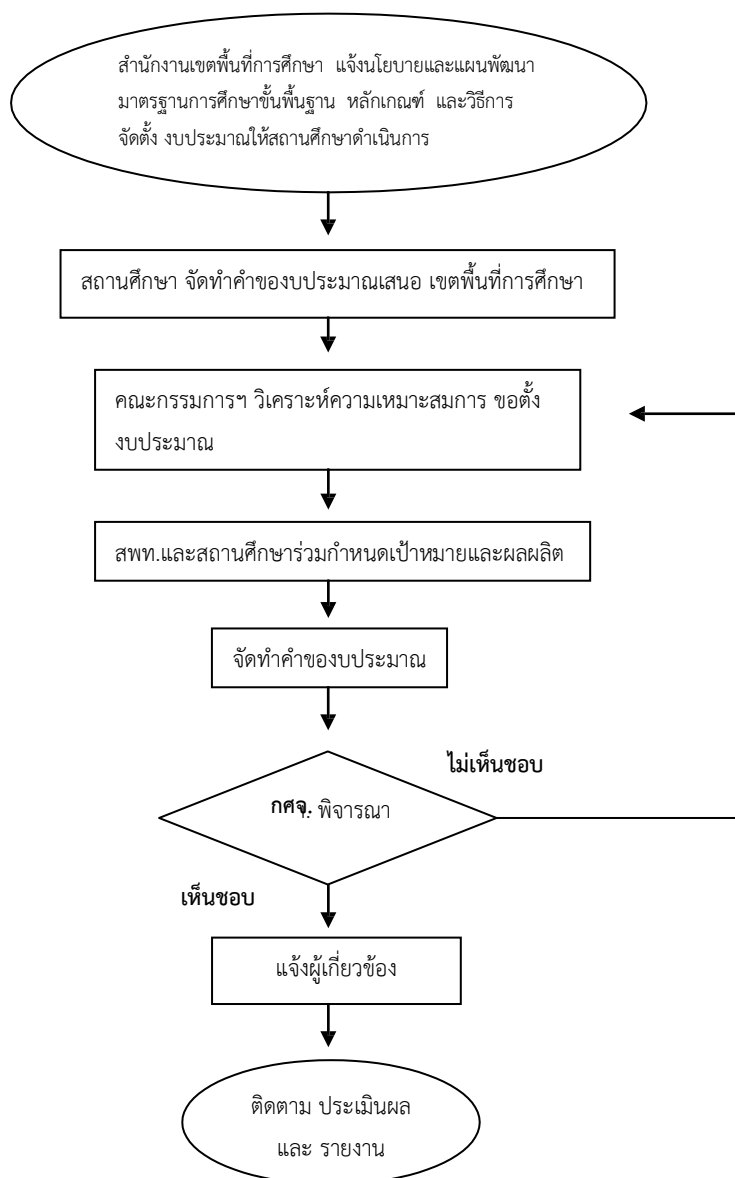 สำนักงานเขตพื้นที่การศึกษา แจ้งนโยบายและแผนพัฒนา
มาตรฐานการศึกษาขั้นพื้นฐาน หลักเกณฑ์ และวิธีการ
จัดตั้ง งบประมาณให้สถานศึกษาดำเนินการ
สถานศึกษา จัดทำคำของบประมาณเสนอ เขตพื้นที่การศึกษา
คณะกรรมการฯ วิเคราะห์ความเหมาะสมการ ขอตั้ง
งบประมาณ
สพท.และสถานศึกษาร่วมกำหนดเป้าหมายและผลผลิต
จัดทำคำของบประมาณ
ไม่เห็นชอบ
กศจ. พิจารณา
เห็นชอบ
แจ้งผู้เกี่ยวข้อง
ติดตาม ประเมินผล
และ รายงาน